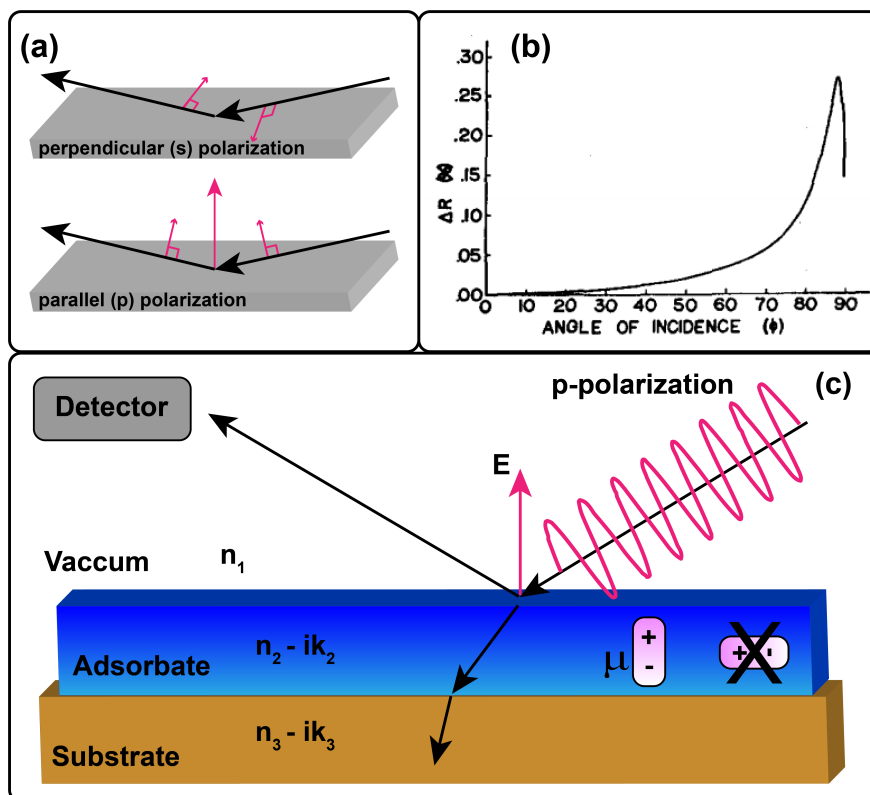 (a)
perpendicular (s) polarization
parallel (p) polarization
(b)
ΔR (%)
.30
.25
.20
.15
.10
.05
.00
0 10 20 30 40 50 60 70 80 90
ANGLE OF INCIDENCE (ϕ)
(c)
p-polarization
Detector
E
Vaccum
n1
Adsorbate
n2 - ik2
μ
+
-
+ -
n3 - ik3
Substrate